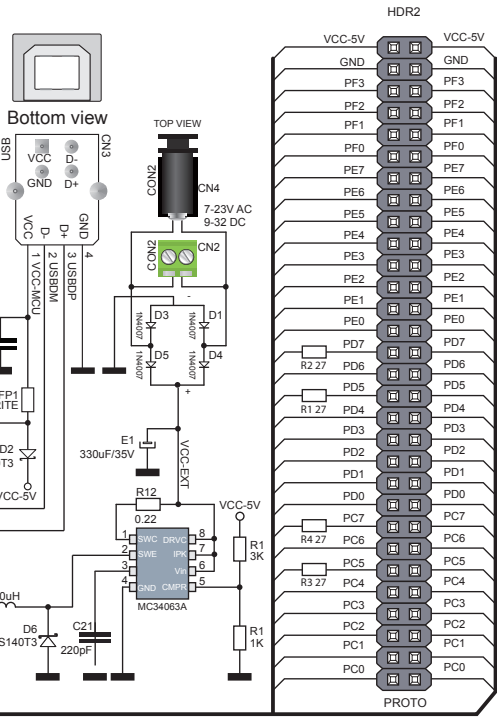 HDR2
VCC-5V VCC-5V
GND GND
PF3 PF3
PF2 PF2
PF1 PF1
PF0 PF0
PE7 PE7
PE6 PE6
PE5 PE5
PE4 PE4
PE3 PE3
PE2 PE2
PE1 PE1
PE0 PE0
PD7 PD7
R2 27 PD6 PD6
PD5 PD5
R1 27 PD4 PD4
PD3 PD3
PD2 PD2
PD1 PD1
PD0 PD0
PC7 PC7
R4 27 PC6 PC6
PC5 PC5
R3 27 PC4 PC4
PC3 PC3
PC2 PC2
PC1 PC1
PC0 PC0
PROTO
Bottom view
USB
CN3
VCC D-
GND D+
VCC
D-
D+
GND
1 VCC-MCU
2 USBDM
3 USBDP
4
FP1
RITE
D2
0T3
VCC-5V
0uH
D6
S140T3
C21
220pF
TOP VIEW
CON2
CN4
7-23V AC
9-32 DC
CON2
CN2
-
D3 D1
1N4007 1N4007
D5 D4
1N4007 1N4007
+
E1
330uF/35V
VCC-EXT
R12
0.22
VCC-5V
1 SWC DRVC 8
2 SWE IPK 7
3 Vin 6
4 GND CMPR 5
MC34063A
R1
3K
R1
1K